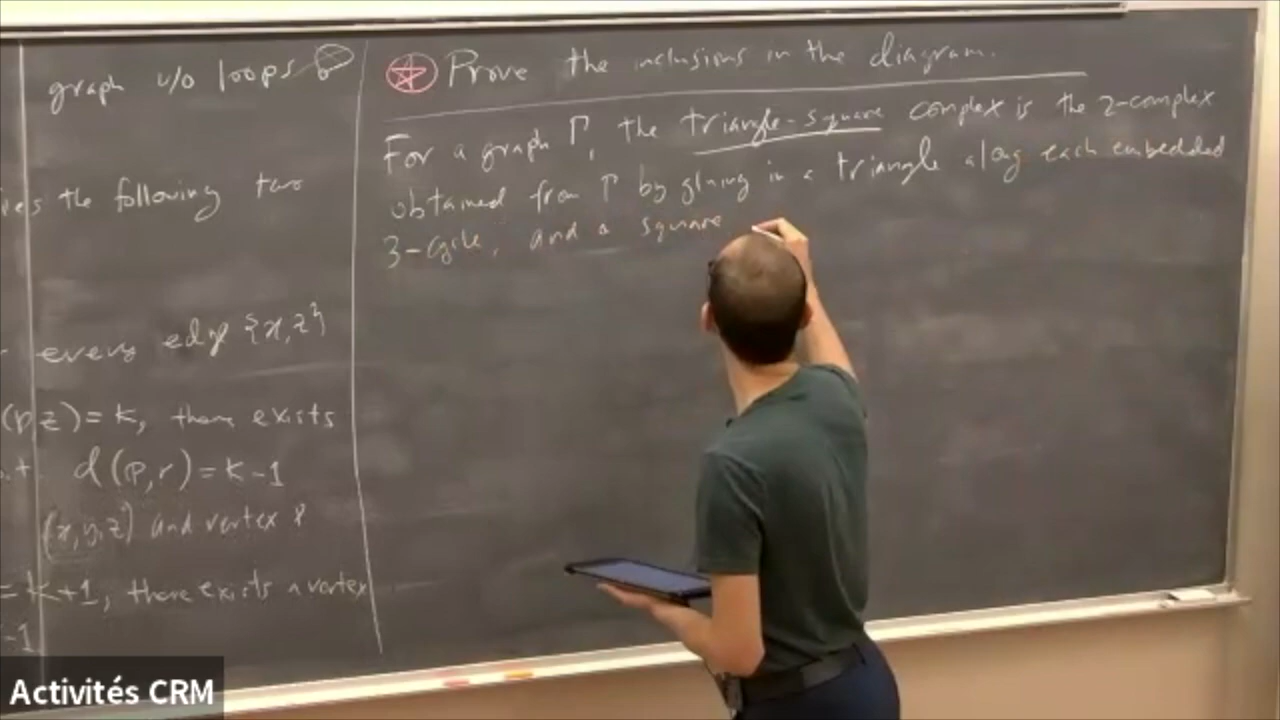 graph w/o loops
the following two
every edge {x,z}
(p,z)=k, there exists
d(p,r)=k-1
(x,y,z) and vertex
=k+1, there exists a vertex
-1
Prove the inclusions in the diagram.
For a graph Γ, the triangle-square complex is the 2-complex
obtained from Γ by gluing in a triangle along each embedded
3-cycle, and a square
Activités CRM